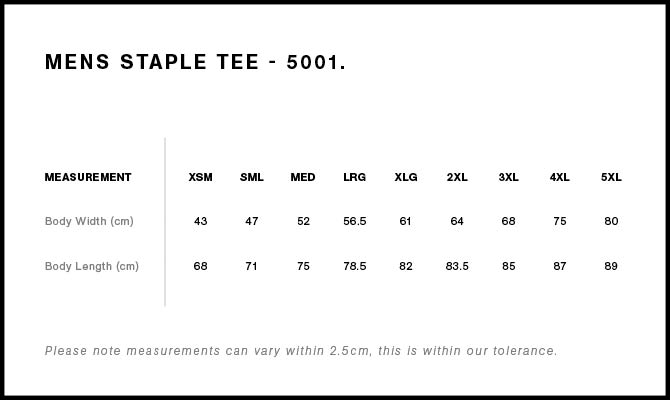 MENS STAPLE TEE - 5001.
MEASUREMENT XSM SML MED LRG XLG 2XL 3XL 4XL 5XL
Body Width (cm) 43 47 52 56.5 61 64 68 75 80
Body Length (cm) 68 71 75 78.5 82 83.5 85 87 89
Please note measurements can vary within 2.5cm, this is within our tolerance.